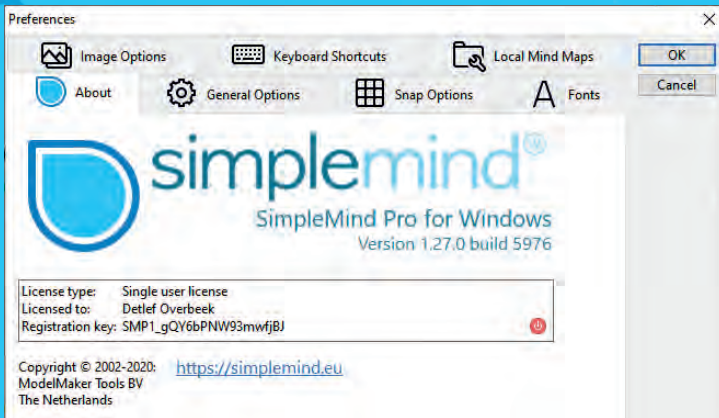 Preferences
Image Options Keyboard Shortcuts Local Mind Maps OK
About General Options Snap Options Fonts Cancel
simplemind®
SimpleMind Pro for Windows
Version 1.27.0 build 5976
License type: Single user license
Licensed to: Detlef Overbeek
Registration key: SMP1_gQY6bPNW93mwfjBJ
Copyright © 2002-2020: https://simplemind.eu
ModelMaker Tools BV
The Netherlands